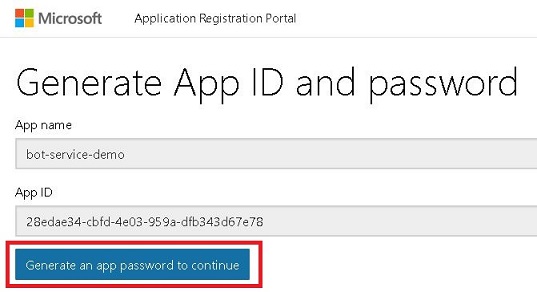 Microsoft Application Registration Portal
Generate App ID and password
App name
bot-service-demo
App ID
28edae34-cbfd-4e03-959a-dfb343d67e78
Generate an app password to continue